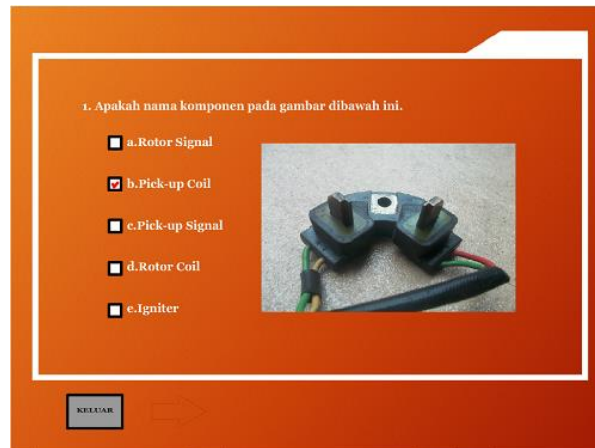 1. Apakah nama komponen pada gambar dibawah ini.
a.Rotor Signal
b.Pick-up Coil
c.Pick-up Signal
d.Rotor Coil
e.Igniter
KELUAR